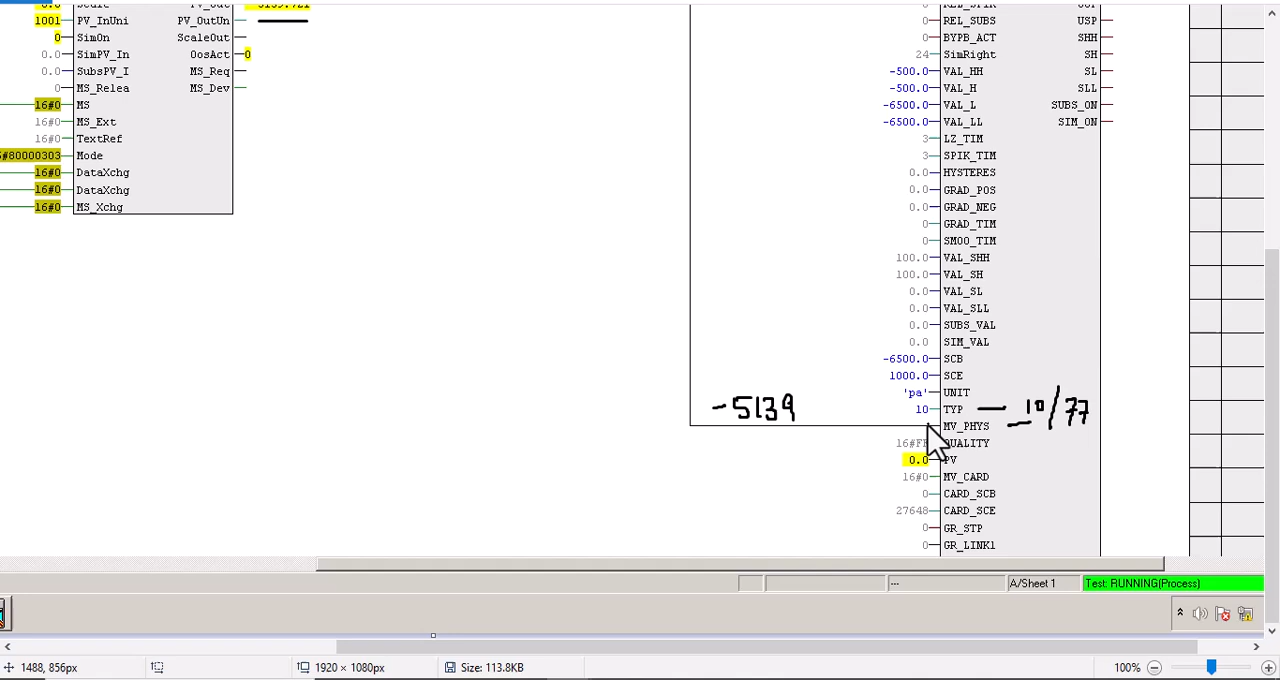 1001 PV_InUni PV_OutUn
0 SimOn ScaleOut
0.0 SimPV_In OosAct 0
0.0 SubsPV_I MS_Req
0 MS_Relea MS_Dev
16#0 MS
16#0 MS_Ext
16#0 TextRef
#80000303 Mode
16#0 DataXchg
16#0 DataXchg
16#0 MS_Xchg
0 REL_SUBS USP
0 BYPB_ACT SHH
24 SimRight SH
-500.0 VAL_HH SL
-500.0 VAL_H SLL
-6500.0 VAL_L SUBS_ON
-6500.0 VAL_LL SIM_ON
3 LZ_TIM
3 SPIK_TIM
0.0 HYSTERES
0.0 GRAD_POS
0.0 GRAD_NEG
0 GRAD_TIM
0 SMOO_TIM
100.0 VAL_SHH
100.0 VAL_SH
0.0 VAL_SL
0.0 VAL_SLL
0.0 SUBS_VAL
0.0 SIM_VAL
-6500.0 SCB
1000.0 SCE
'pa' UNIT
-5139 10 TYP — 10/77
MV_PHYS
16#FF QUALITY
0.0 PV
16#0 MV_CARD
0 CARD_SCB
27648 CARD_SCE
0 GR_STP
0 GR_LINK1
--- A/Sheet 1 Test: RUNNING(Process)
1488, 856px 1920 × 1080px Size: 113.8KB 100%